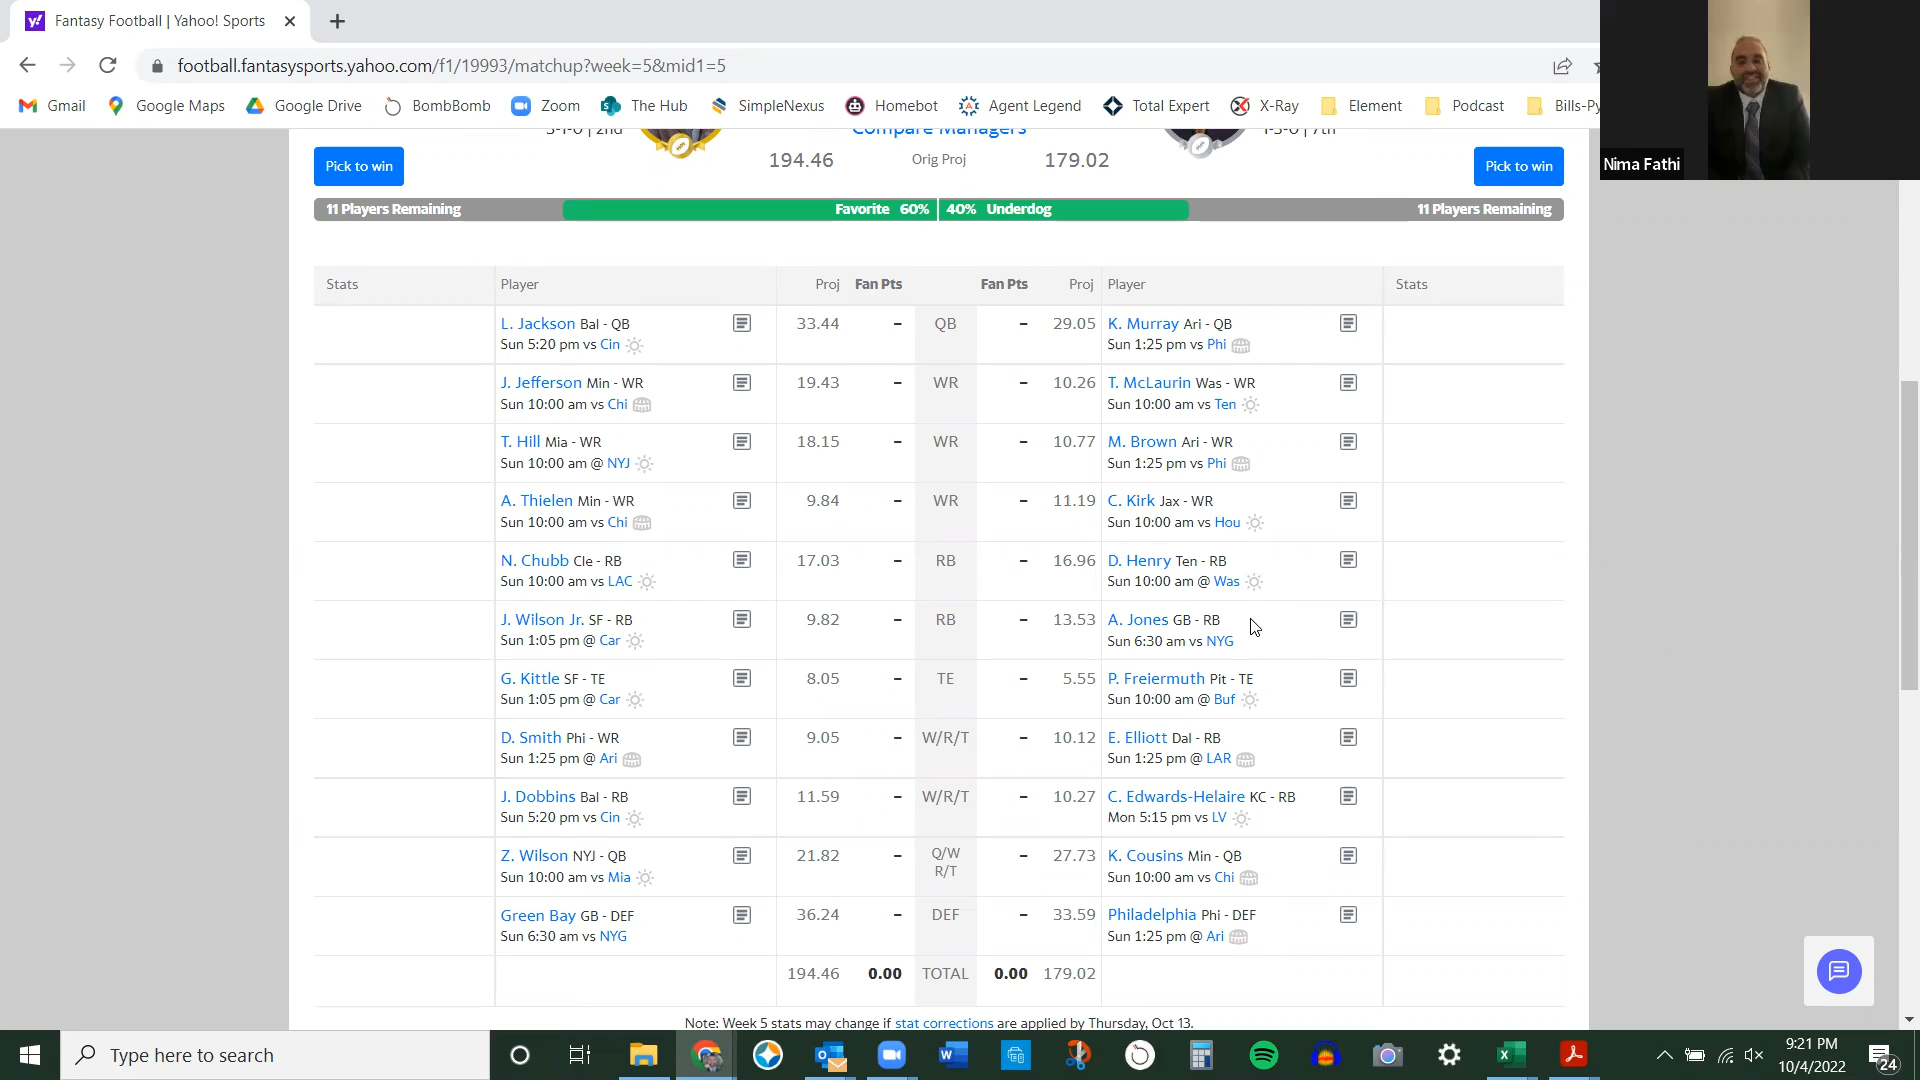 Fantasy Football | Yahoo! Sports
football.fantasysports.yahoo.com/f1/19993/matchup?week=5&mid1=5
Gmail Google Maps Google Drive BombBomb Zoom The Hub SimpleNexus Homebot Agent Legend Total Expert X-Ray Element Podcast Bills-Py
Nima Fathi
3-1-0 | 2nd Compare Managers 1-3-0 | 7th
Pick to win 194.46 Orig Proj 179.02 Pick to win
11 Players Remaining Favorite 60% 40% Underdog 11 Players Remaining
Stats Player Proj Fan Pts Fan Pts Proj Player Stats
L. Jackson Bal - QB 33.44 – QB – 29.05 K. Murray Ari - QB
Sun 5:20 pm vs Cin Sun 1:25 pm vs Phi
J. Jefferson Min - WR 19.43 – WR – 10.26 T. McLaurin Was - WR
Sun 10:00 am vs Chi Sun 10:00 am vs Ten
T. Hill Mia - WR 18.15 – WR – 10.77 M. Brown Ari - WR
Sun 10:00 am @ NYJ Sun 1:25 pm vs Phi
A. Thielen Min - WR 9.84 – WR – 11.19 C. Kirk Jax - WR
Sun 10:00 am vs Chi Sun 10:00 am vs Hou
N. Chubb Cle - RB 17.03 – RB – 16.96 D. Henry Ten - RB
Sun 10:00 am vs LAC Sun 10:00 am @ Was
J. Wilson Jr. SF - RB 9.82 – RB – 13.53 A. Jones GB - RB
Sun 1:05 pm @ Car Sun 6:30 am vs NYG
G. Kittle SF - TE 8.05 – TE – 5.55 P. Freiermuth Pit - TE
Sun 1:05 pm @ Car Sun 10:00 am @ Buf
D. Smith Phi - WR 9.05 – W/R/T – 10.12 E. Elliott Dal - RB
Sun 1:25 pm @ Ari Sun 1:25 pm @ LAR
J. Dobbins Bal - RB 11.59 – W/R/T – 10.27 C. Edwards-Helaire KC - RB
Sun 5:20 pm vs Cin Mon 5:15 pm vs LV
Z. Wilson NYJ - QB 21.82 – Q/W R/T – 27.73 K. Cousins Min - QB
Sun 10:00 am vs Mia Sun 10:00 am vs Chi
Green Bay GB - DEF 36.24 – DEF – 33.59 Philadelphia Phi - DEF
Sun 6:30 am vs NYG Sun 1:25 pm @ Ari
194.46 0.00 TOTAL 0.00 179.02
Note: Week 5 stats may change if stat corrections are applied by Thursday, Oct 13.
Type here to search
9:21 PM
10/4/2022
24